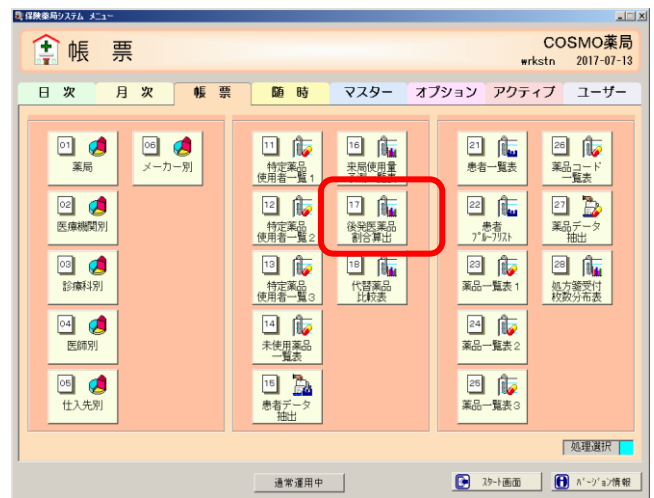 保険薬局システム メニュー
帳 票
COSMO薬局
wrkstn 2017-07-13
日 次 月 次 帳 票 随 時 マスター オプション アクティブ ユーザー
01
薬局
06
メーカー別
02
医療機関別
03
診療科別
04
医師別
05
仕入先別
11
特定薬品
使用者一覧1
16
来局使用量
予測一覧表
12
特定薬品
使用者一覧2
17
後発医薬品
割合算出
13
特定薬品
使用者一覧3
18
代替薬品
比較表
14
未使用薬品
一覧表
15
患者データ
抽出
21
患者一覧表
26
薬品コード
一覧表
22
患者
プルーフリスト
27
薬品データ
抽出
23
薬品一覧表1
28
処方箋受付
枚数分布表
24
薬品一覧表2
25
薬品一覧表3
処理選択
通常運用中
スタート画面
バージョン情報